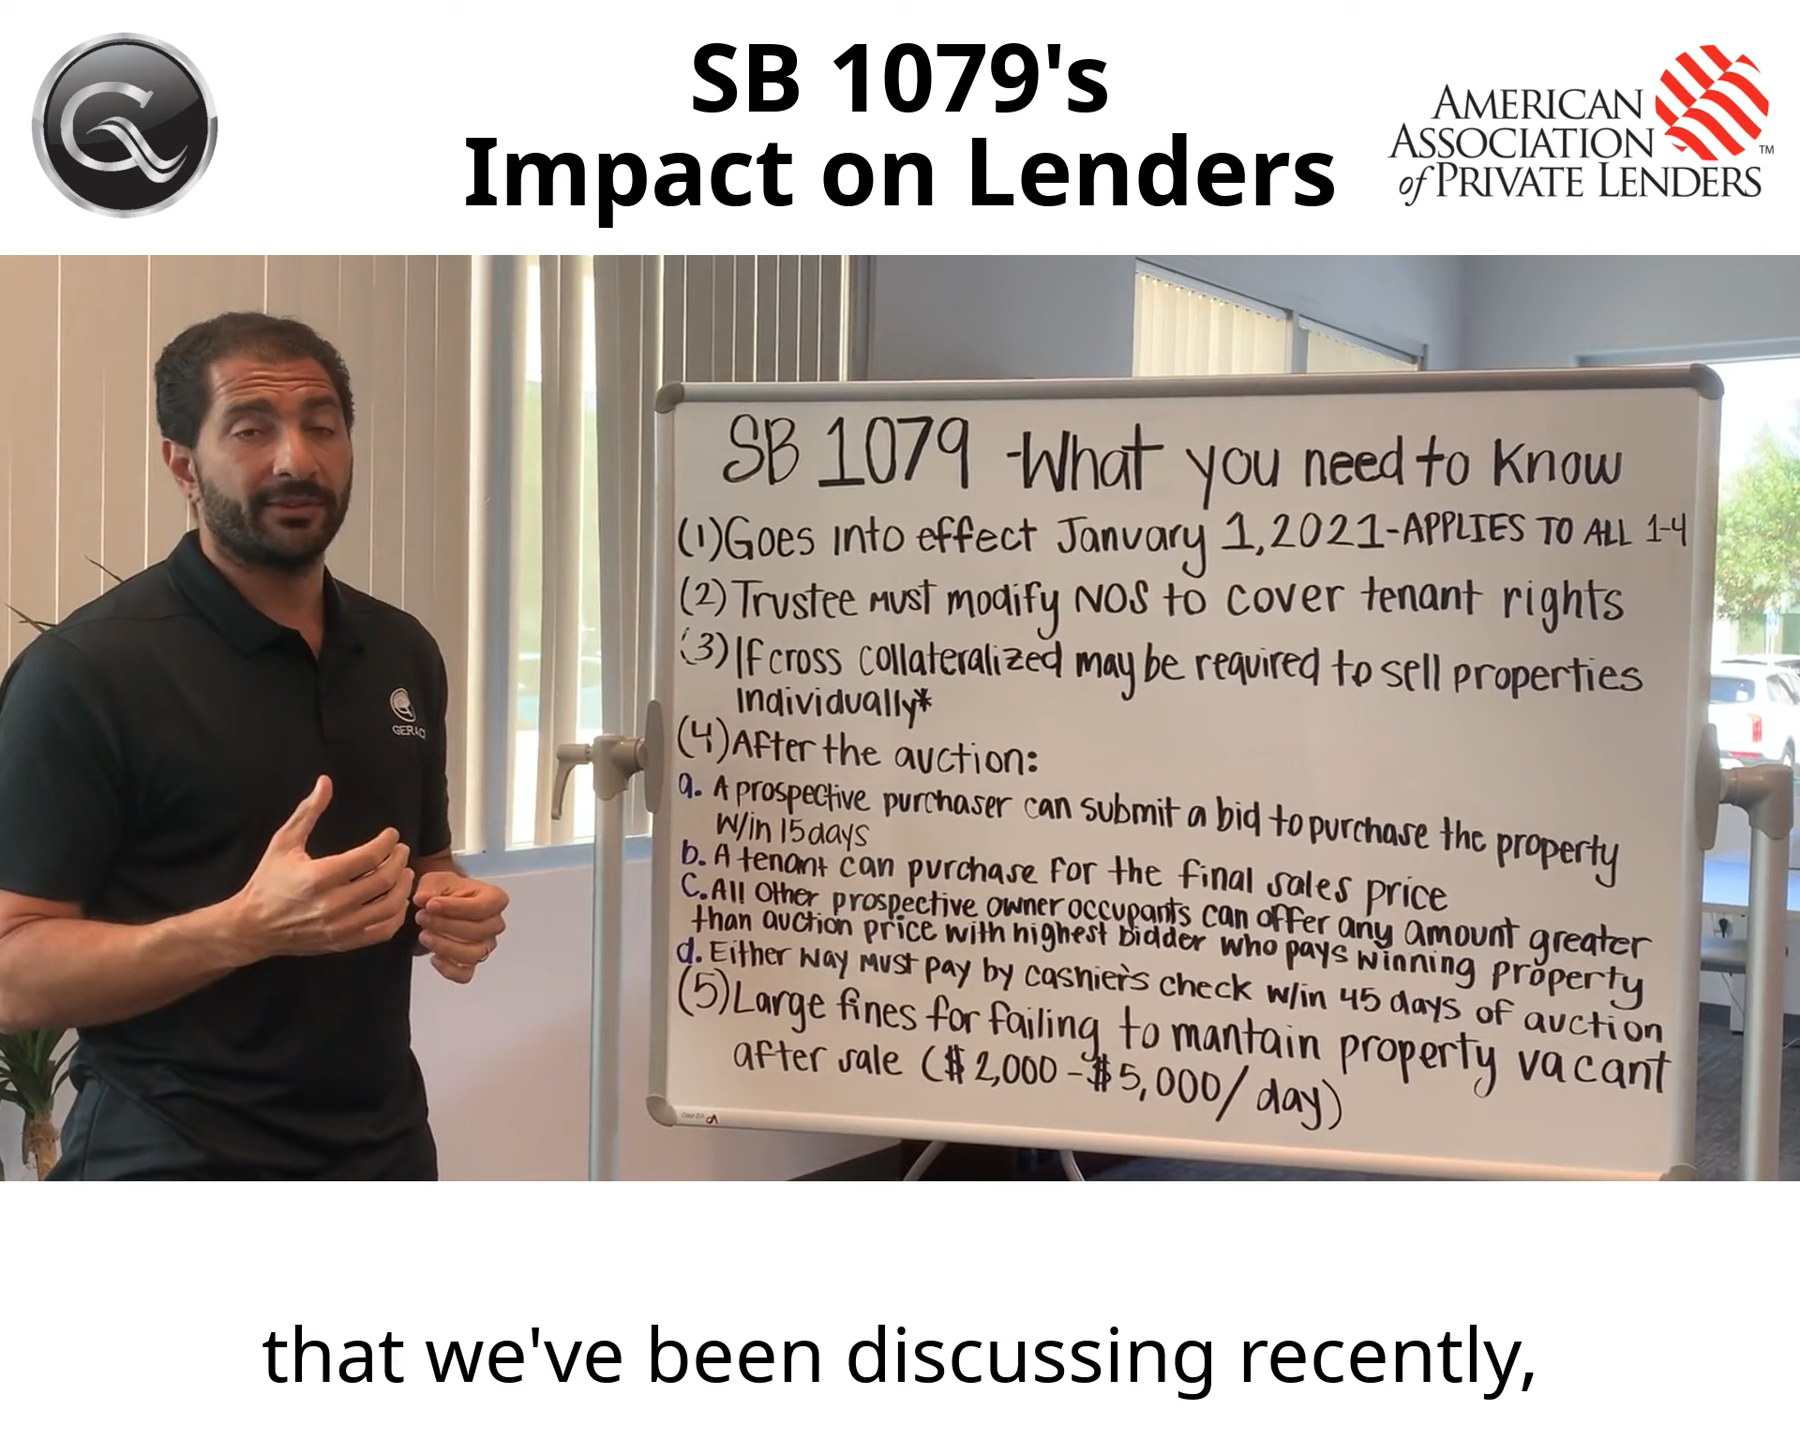 SB 1079's
Impact on Lenders
AMERICAN
ASSOCIATION
of PRIVATE LENDERS
TM
SB 1079 - What you need to know
(1) Goes into effect January 1, 2021 - APPLIES TO ALL 1-4
(2) Trustee must modify NOS to cover tenant rights
(3) If cross collateralized may be required to sell properties
individually*
(4) After the auction:
a. A prospective purchaser can submit a bid to purchase the property
w/in 15 days
b. A tenant can purchase for the final sales price
c. All other prospective owner occupants can offer any amount greater
than auction price with highest bidder who pays winning property
d. Either way must pay by cashier's check w/in 45 days of auction
(5) Large fines for failing to mantain property vacant
after sale ($2,000 - $5,000/day)
GERACI
that we've been discussing recently,